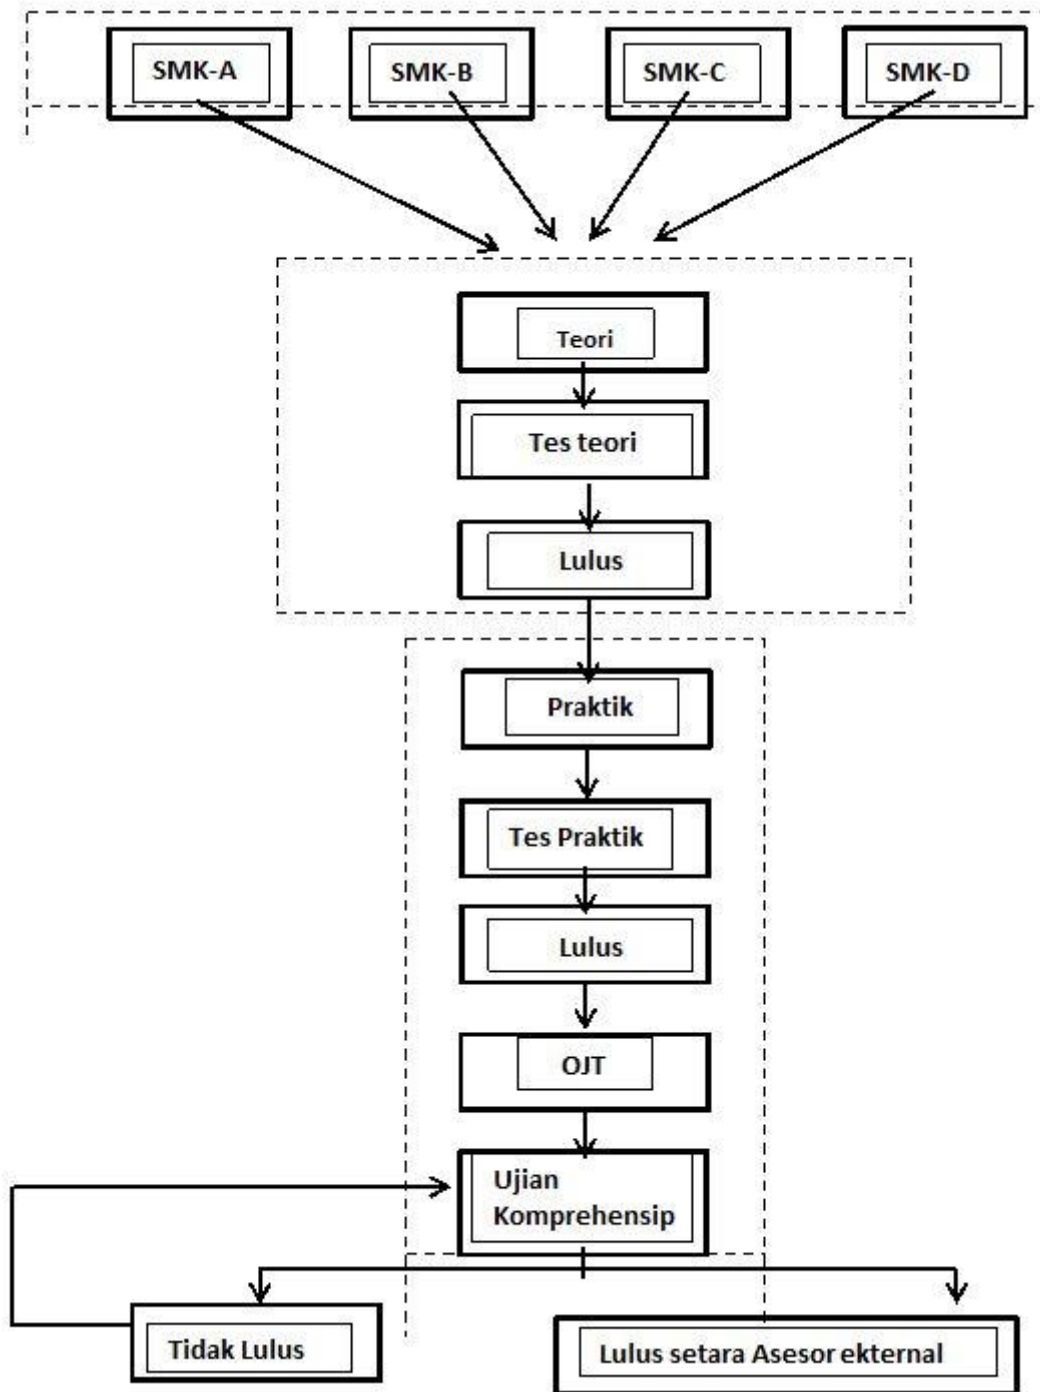 SMK-A
SMK-B
SMK-C
SMK-D
Teori
Tes teori
Lulus
Praktik
Tes Praktik
Lulus
OJT
Ujian
Komprehensip
Tidak Lulus
Lulus setara Asesor ekternal